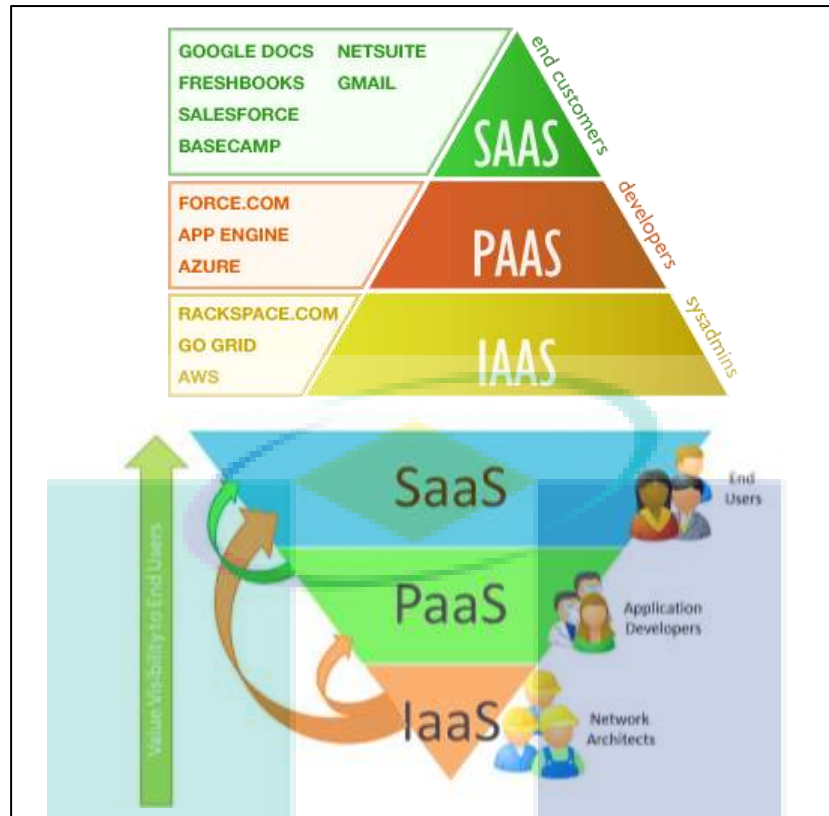 GOOGLE DOCS NETSUITE
FRESHBOOKS GMAIL
SALESFORCE
BASECAMP
SAAS
end customers
FORCE.COM
APP ENGINE
AZURE
PAAS
developers
RACKSPACE.COM
GO GRID
AWS
IAAS
sysadmins
Value Visibility to End Users
SaaS
End
Users
PaaS
Application
Developers
IaaS
Network
Architects